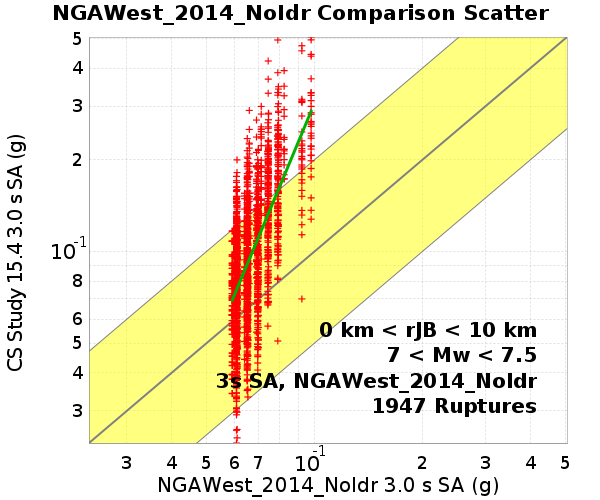 NGAWest_2014_NoIdr Comparison Scatter
5
4
3
2
10-1
8
6
5
4
3
CS Study 15.4 3.0 s SA (g)
0 km < rJB < 10 km
7 < Mw < 7.5
3s SA, NGAWest_2014_NoIdr
1947 Ruptures
3 4 5 6 7 10-1 2 3 4 5
NGAWest_2014_NoIdr 3.0 s SA (g)